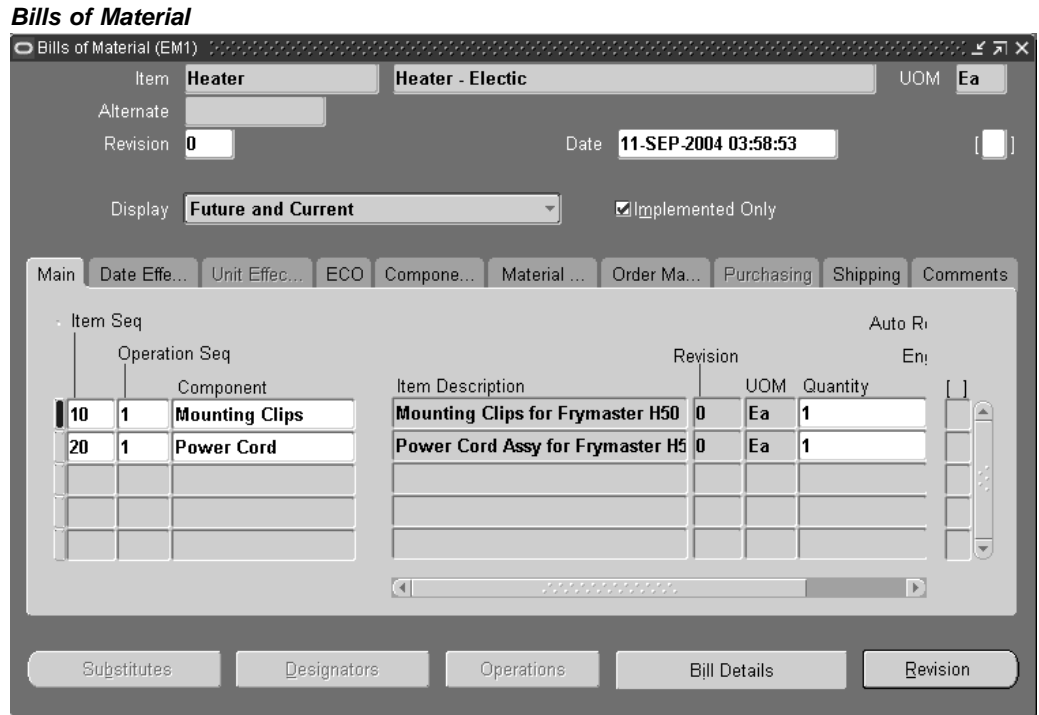 Bills of Material
Bills of Material (EM1)
Item Heater Heater - Electic UOM Ea
Alternate
Revision 0 Date 11-SEP-2004 03:58:53 [ ]
Display Future and Current Implemented Only
Main Date Effe... Unit Effec... ECO Compone... Material ... Order Ma... Purchasing Shipping Comments
Item Seq Auto R
Operation Seq Revision Eng
Component Item Description UOM Quantity [ ]
10 1 Mounting Clips Mounting Clips for Frymaster H50 0 Ea 1
20 1 Power Cord Power Cord Assy for Frymaster H5 0 Ea 1
Substitutes Designators Operations Bill Details Revision